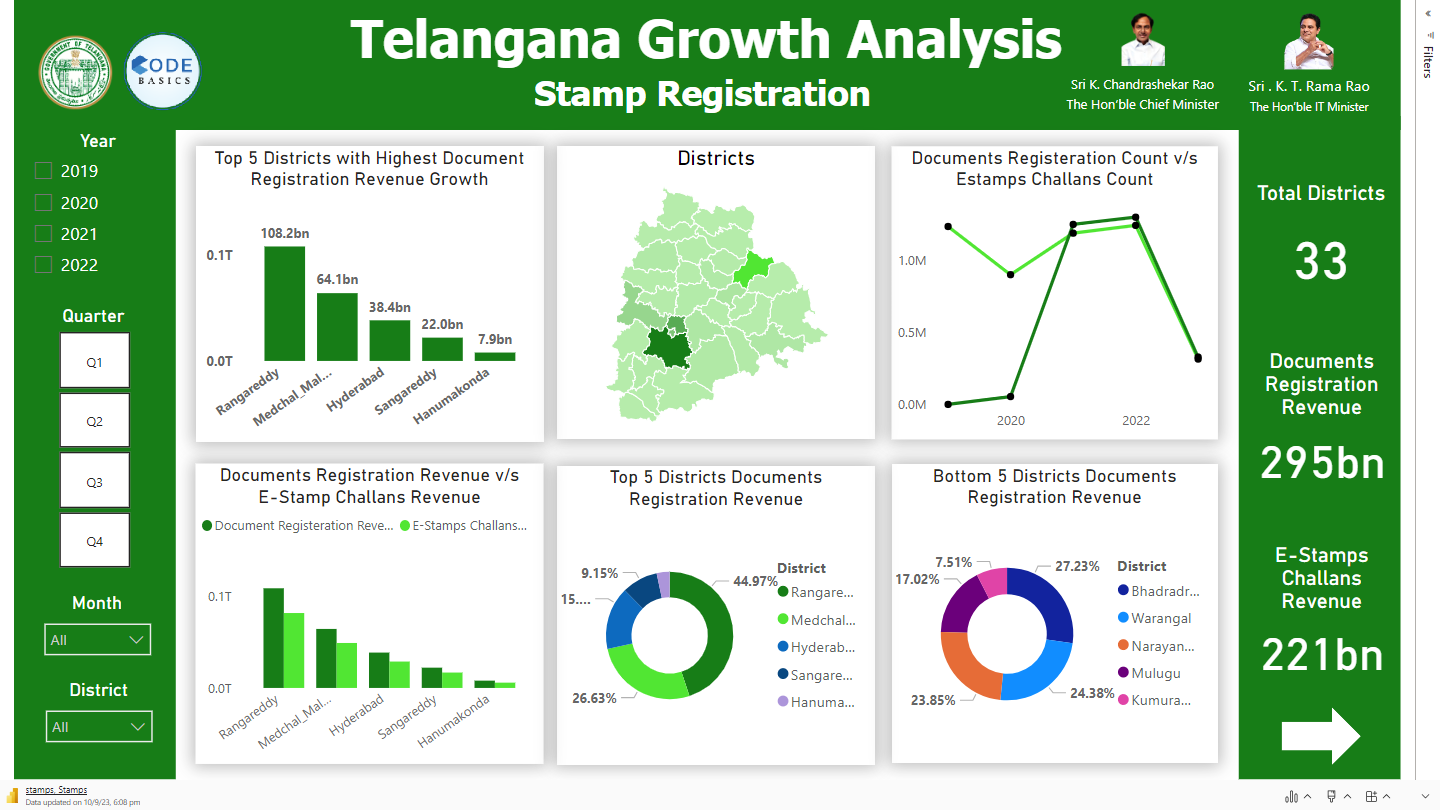 Telangana Growth Analysis
Stamp Registration
GOVERNMENT OF TELANGANA
CODE
BASICS
Sri K. Chandrashekar Rao
The Hon'ble Chief Minister
Sri . K. T. Rama Rao
The Hon'ble IT Minister
Filters
Year
2019
2020
2021
2022
Quarter
Q1
Q2
Q3
Q4
Month
All
District
All
Top 5 Districts with Highest Document
Registration Revenue Growth
0.1T
0.0T
108.2bn
64.1bn
38.4bn
22.0bn
7.9bn
Rangareddy
Medchal_Mal...
Hyderabad
Sangareddy
Hanumakonda
Districts
Documents Registeration Count v/s
Estamps Challans Count
1.0M
0.5M
0.0M
2020
2022
Documents Registration Revenue v/s
E-Stamp Challans Revenue
Document Registeration Reve...
E-Stamps Challans...
0.1T
0.0T
Rangareddy
Medchal_Mal...
Hyderabad
Sangareddy
Hanumakonda
Top 5 Districts Documents
Registration Revenue
44.97%
26.63%
15....
9.15%
District
Rangare...
Medchal...
Hyderab...
Sangare...
Hanuma...
Bottom 5 Districts Documents
Registration Revenue
27.23%
24.38%
23.85%
17.02%
7.51%
District
Bhadradr...
Warangal
Narayan...
Mulugu
Kumura...
Total Districts
33
Documents
Registration
Revenue
295bn
E-Stamps
Challans
Revenue
221bn
stamps, Stamps
Data updated on 10/9/23, 6:08 pm